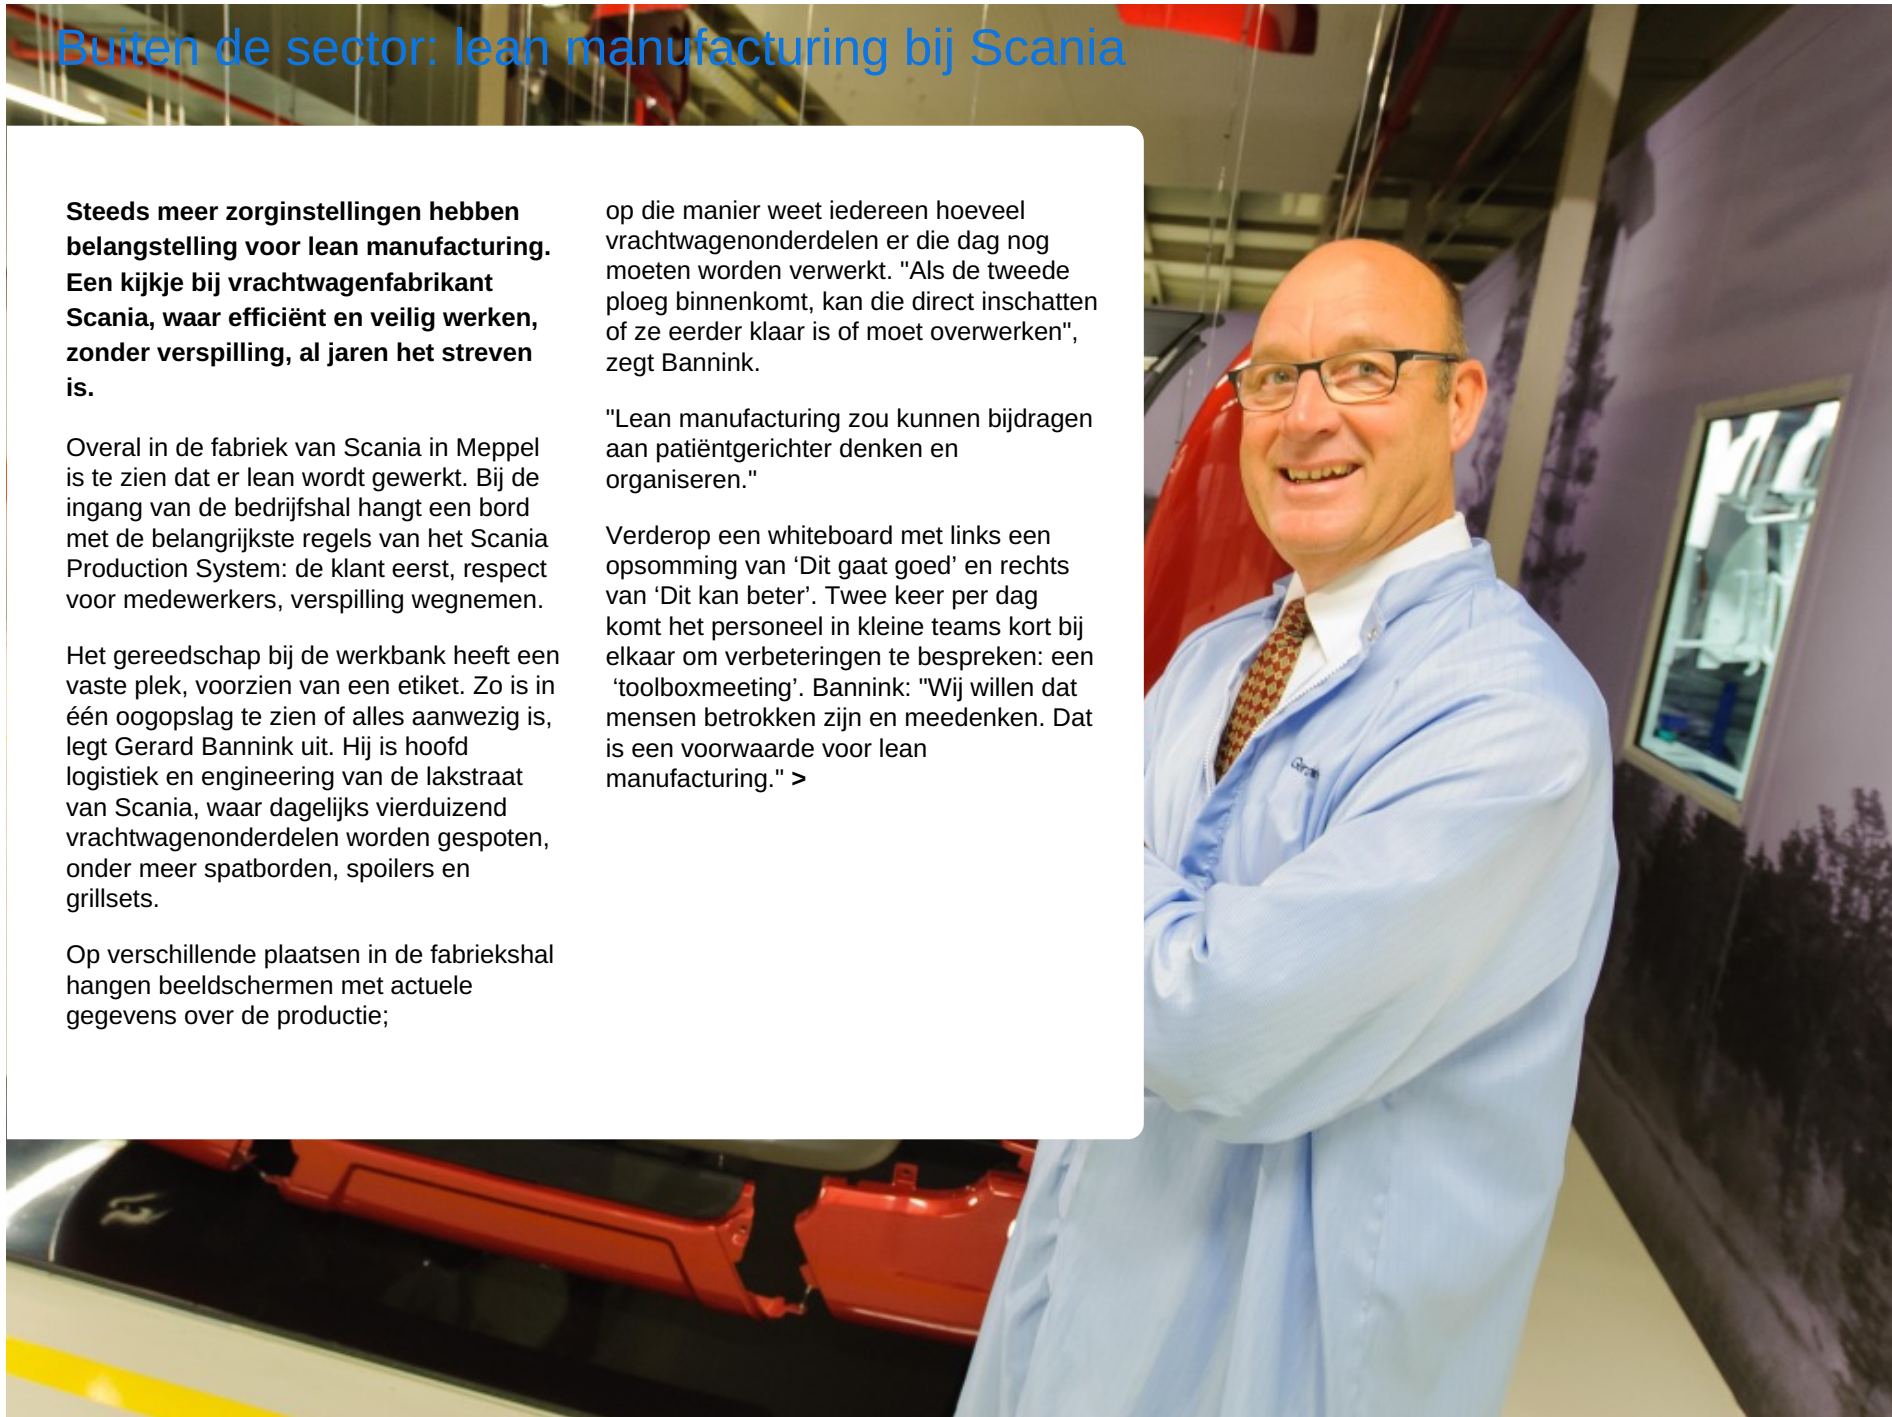 Buiten de sector: lean manufacturing bij Scania
Steeds meer zorginstellingen hebben
belangstelling voor lean manufacturing.
Een kijkje bij vrachtwagenfabrikant
Scania, waar efficiënt en veilig werken,
zonder verspilling, al jaren het streven
is.
Overal in de fabriek van Scania in Meppel
is te zien dat er lean wordt gewerkt. Bij de
ingang van de bedrijfshal hangt een bord
met de belangrijkste regels van het Scania
Production System: de klant eerst, respect
voor medewerkers, verspilling wegnemen.
Het gereedschap bij de werkbank heeft een
vaste plek, voorzien van een etiket. Zo is in
één oogopslag te zien of alles aanwezig is,
legt Gerard Bannink uit. Hij is hoofd
logistiek en engineering van de lakstraat
van Scania, waar dagelijks vierduizend
vrachtwagenonderdelen worden gespoten,
onder meer spatborden, spoilers en
grillsets.
Op verschillende plaatsen in de fabriekshal
hangen beeldschermen met actuele
gegevens over de productie;
op die manier weet iedereen hoeveel
vrachtwagenonderdelen er die dag nog
moeten worden verwerkt. "Als de tweede
ploeg binnenkomt, kan die direct inschatten
of ze eerder klaar is of moet overwerken",
zegt Bannink.
"Lean manufacturing zou kunnen bijdragen
aan patiëntgerichter denken en
organiseren."
Verderop een whiteboard met links een
opsomming van ‘Dit gaat goed’ en rechts
van ‘Dit kan beter’. Twee keer per dag
komt het personeel in kleine teams kort bij
elkaar om verbeteringen te bespreken: een
‘toolboxmeeting’. Bannink: "Wij willen dat
mensen betrokken zijn en meedenken. Dat
is een voorwaarde voor lean
manufacturing." >